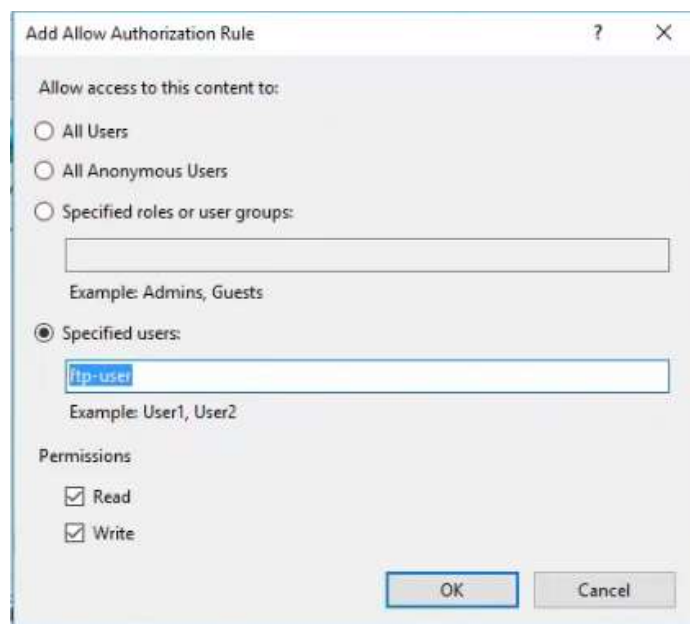 Add Allow Authorization Rule ? ✕
Allow access to this content to:
All Users
All Anonymous Users
Specified roles or user groups:
Example: Admins, Guests
Specified users:
ftp-user
Example: User1, User2
Permissions
Read
Write
OK Cancel